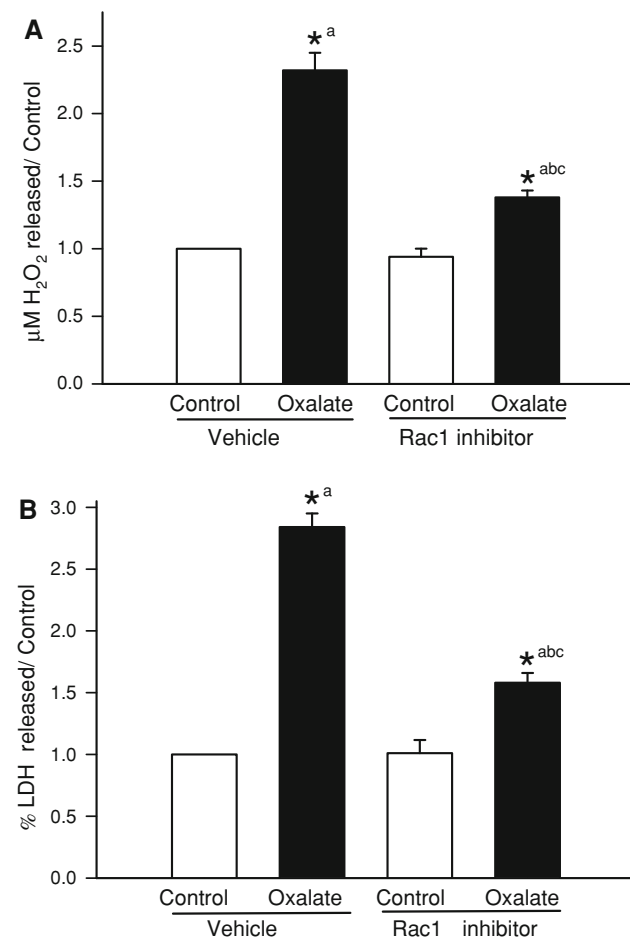 A
μM H₂O₂ released/ Control
2.5
2.0
1.5
1.0
0.5
0.0
* a
* abc
Control Oxalate Control Oxalate
Vehicle Rac1 inhibitor
B
% LDH released/ Control
3.0
2.5
2.0
1.5
1.0
0.5
0.0
* a
* abc
Control Oxalate Control Oxalate
Vehicle Rac1 inhibitor